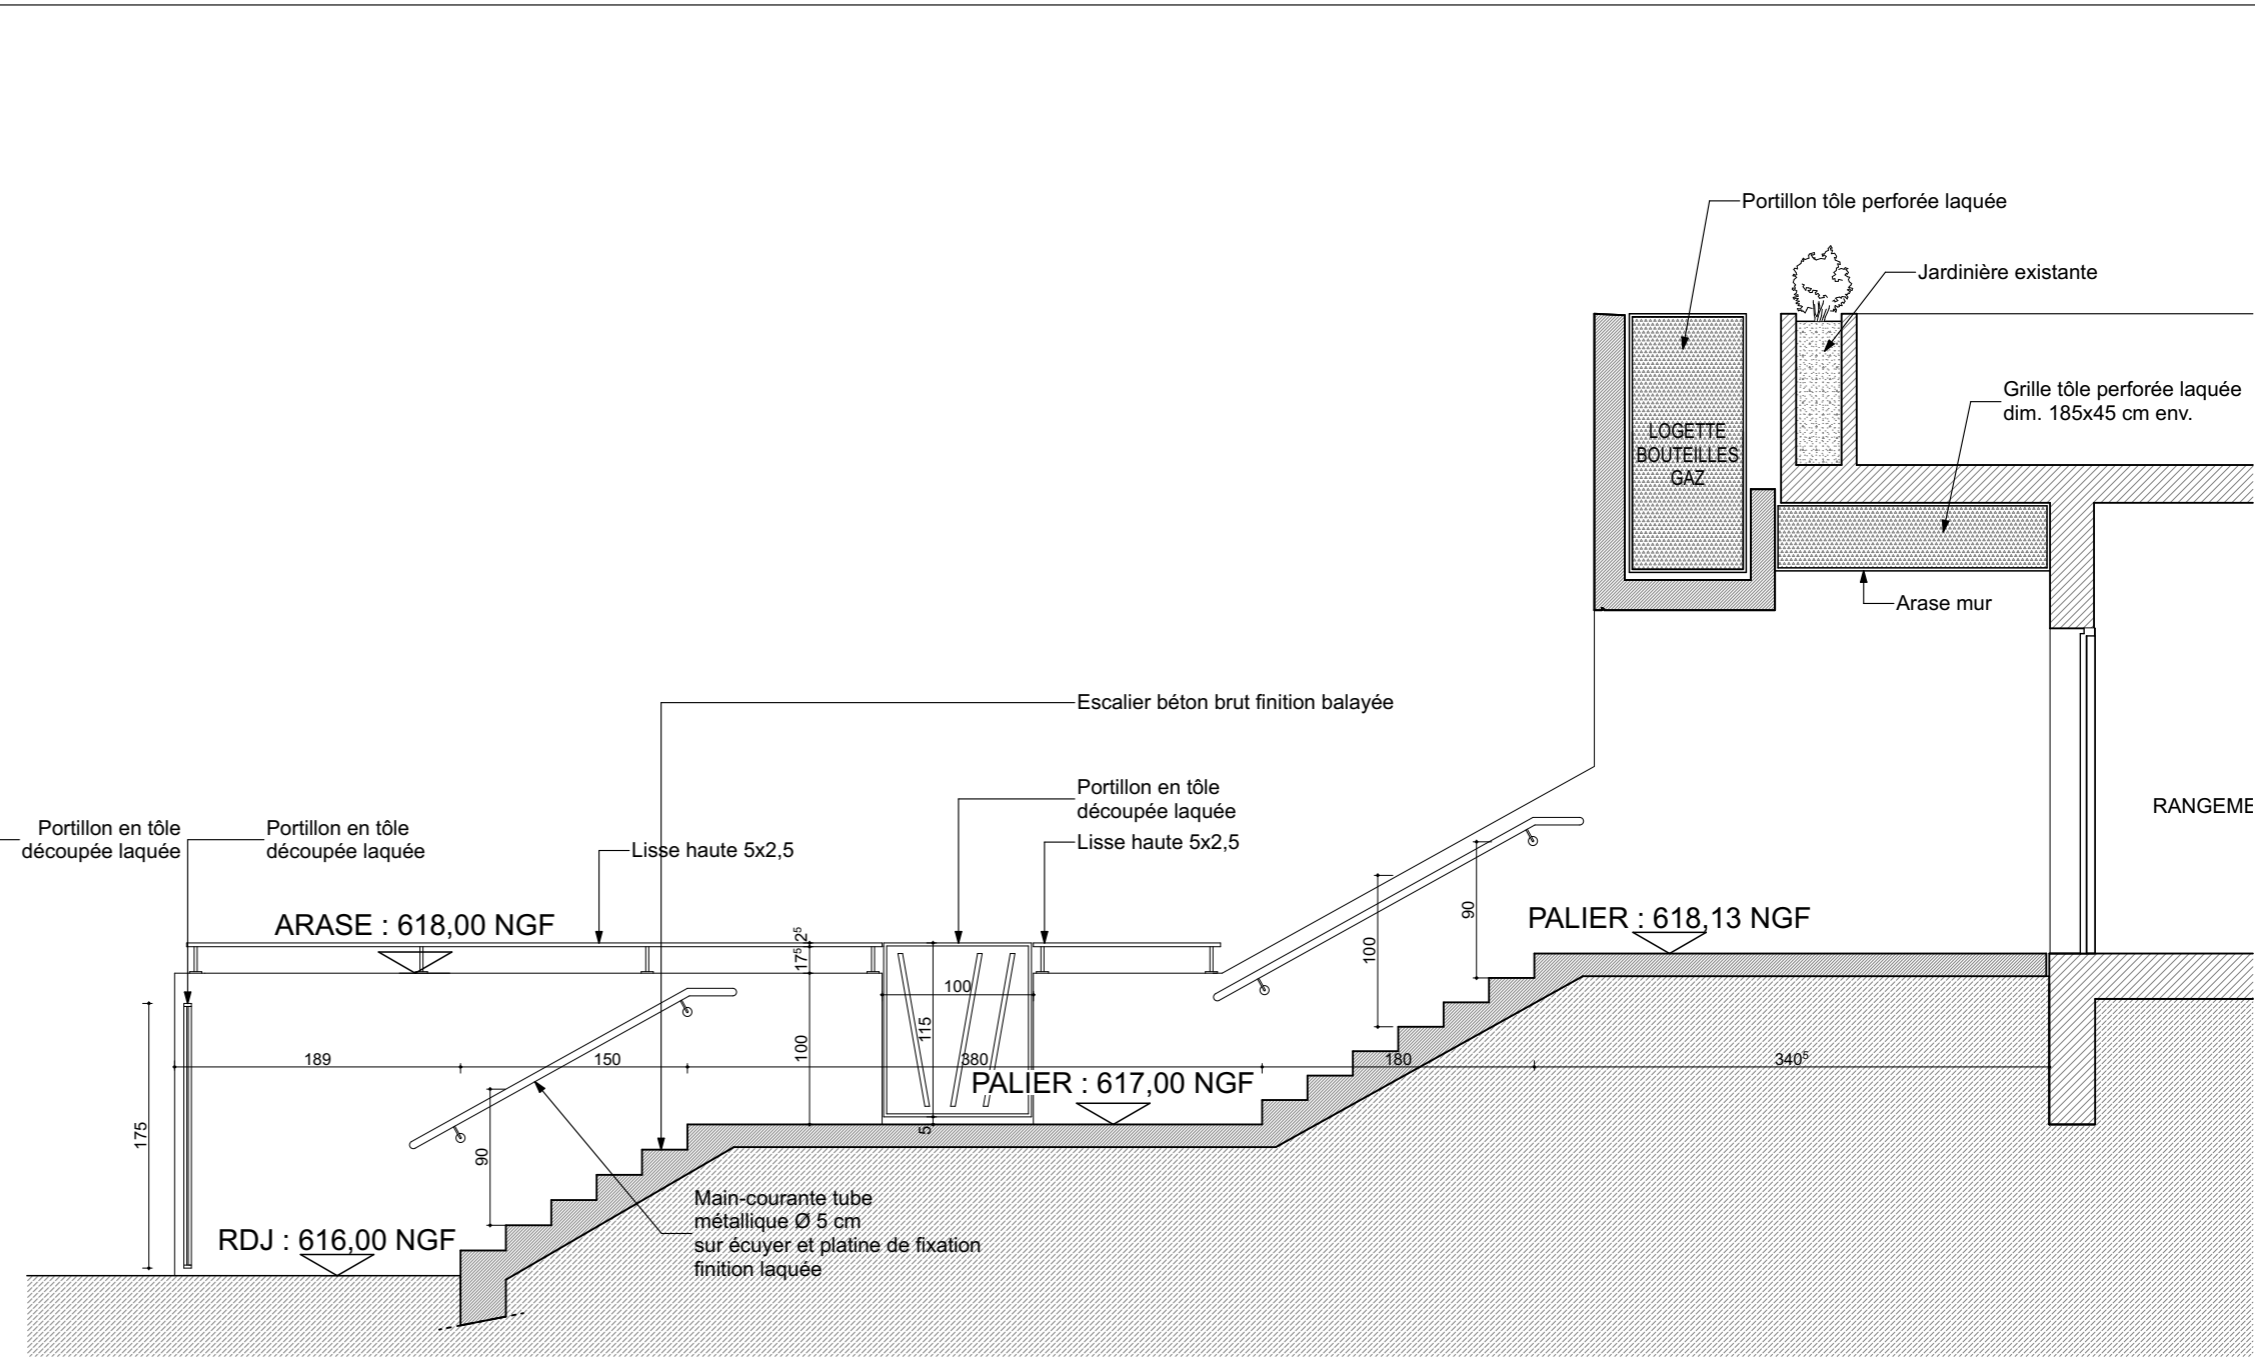 Portillon tôle perforée laquée
Jardinière existante
Grille tôle perforée laquée
dim. 185x45 cm env.
LOGETTE
BOUTEILLES
GAZ
Arase mur
Escalier béton brut finition balayée
Portillon en tôle
découpée laquée
Lisse haute 5x2,5
RANGEME
Portillon en tôle
découpée laquée
Portillon en tôle
découpée laquée
Lisse haute 5x2,5
ARASE : 618,00 NGF
PALIER : 618,13 NGF
2⁵
17⁵
100
115
5
100
90
100
90
175
189
150
380
180
340⁵
PALIER : 617,00 NGF
90
Main-courante tube
métallique Ø 5 cm
sur écuyer et platine de fixation
finition laquée
RDJ : 616,00 NGF